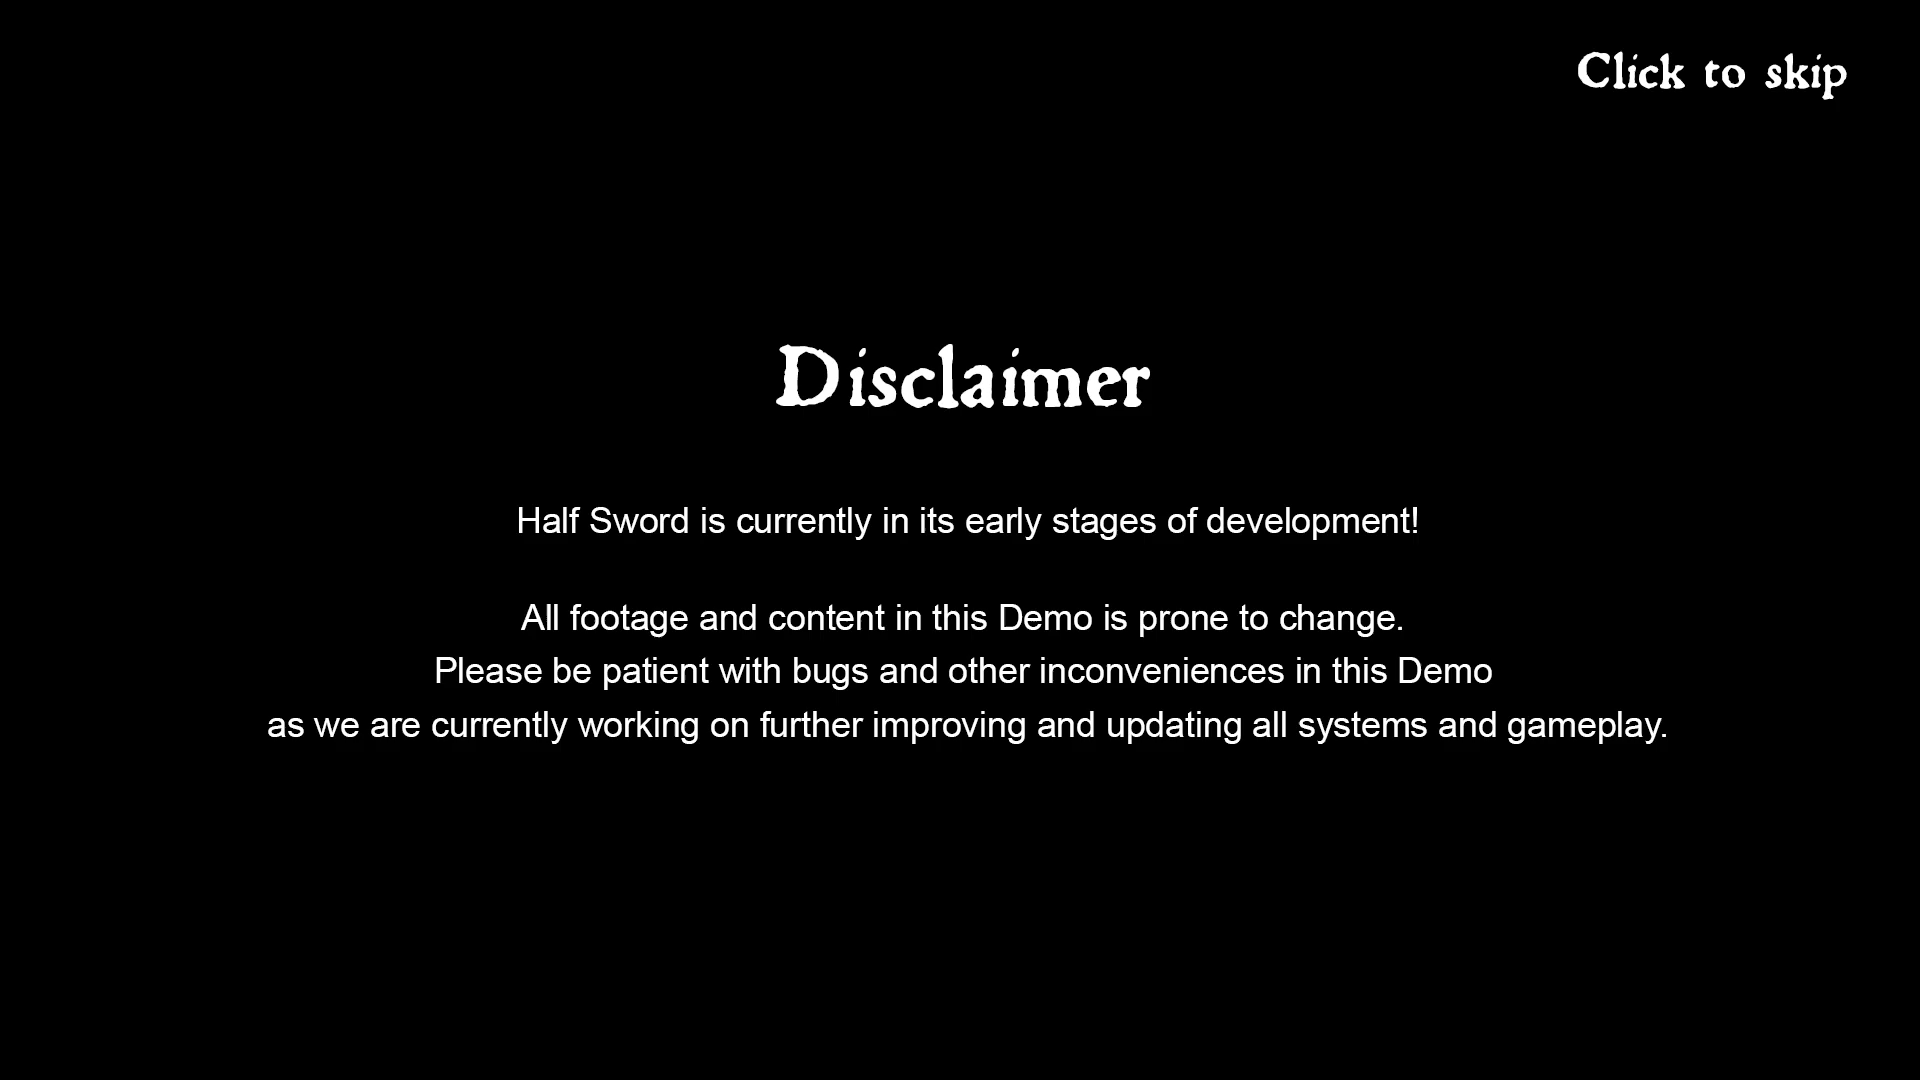 Click to skip
Disclaimer
Half Sword is currently in its early stages of development!
All footage and content in this Demo is prone to change.
Please be patient with bugs and other inconveniences in this Demo
as we are currently working on further improving and updating all systems and gameplay.